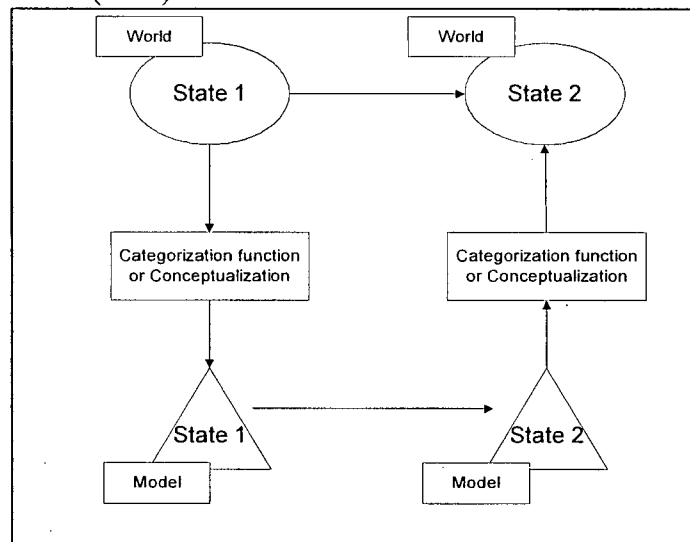 World
World
State 1
State 2
Categorization function
or Conceptualization
Categorization function
or Conceptualization
State 1
State 2
Model
Model